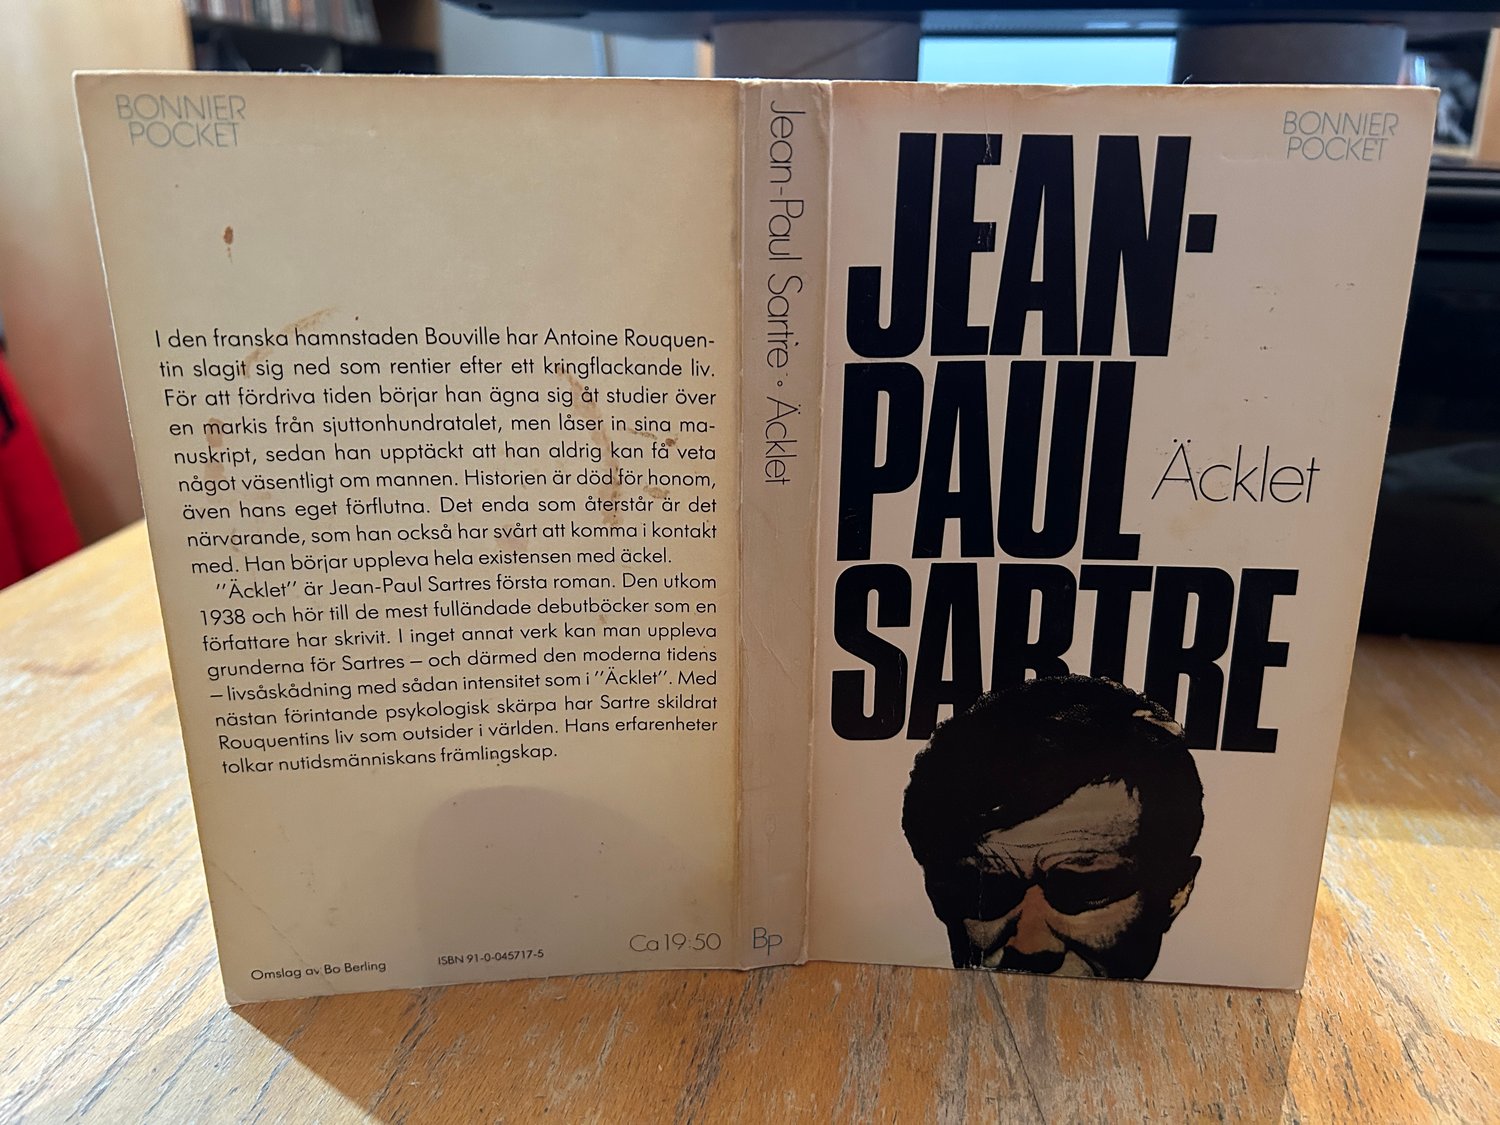 BONNIER
POCKET
I den franska hamnstaden Bouville har Antoine Rouquen-
tin slagit sig ned som rentier efter ett kringflackande liv.
För att fördriva tiden börjar han ägna sig åt studier över
en markis från sjuttonhundratalet, men låser in sina ma-
nuskript, sedan han upptäckt att han aldrig kan få veta
något väsentligt om mannen. Historien är död för honom,
även hans eget förflutna. Det enda som återstår är det
närvarande, som han också har svårt att komma i kontakt
med. Han börjar uppleva hela existensen med äckel.
"Äcklet" är Jean-Paul Sartres första roman. Den utkom
1938 och hör till de mest fulländade debutböcker som en
författare har skrivit. I inget annat verk kan man uppleva
grunderna för Sartres – och därmed den moderna tidens
– livsåskådning med sådan intensitet som i "Äcklet". Med
nästan förintande psykologisk skärpa har Sartre skildrat
Rouquentins liv som outsider i världen. Hans erfarenheter
tolkar nutidsmänniskans främlingskap.
Omslag av Bo Berling
ISBN 91-0-045717-5
Ca 19:50
Jean-Paul Sartre • Äcklet
Bp
BONNIER
POCKET
JEAN-
PAUL
Äcklet
SARTRE